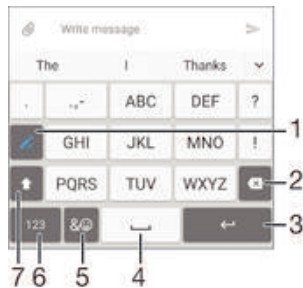 Write message
The I Thanks
. .,- ABC DEF ?
GHI JKL MNO ! 1
PQRS TUV WXYZ 2
123 &☺ 3
7 6 5 4